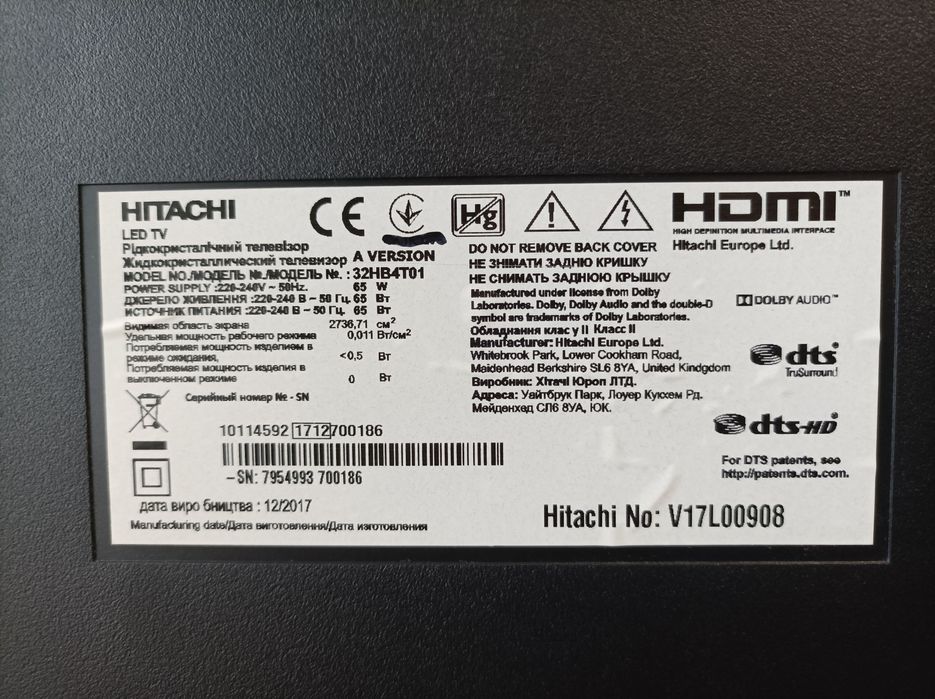 HITACHI
LED TV
Рідкокристалічний телевізор
Жидкокристаллический телевизор A VERSION
MODEL NO./МОДЕЛЬ №./МОДЕЛЬ №. : 32HB4T01
POWER SUPPLY :220-240V ~ 50Hz. 65 W
ДЖЕРЕЛО ЖИВЛЕННЯ :220-240 В ~ 50 Гц. 65 Вт
ИСТОЧНИК ПИТАНИЯ :220-240 В ~ 50 Гц. 65 Вт
Видимая область экрана 2736,71 см²
Удельная мощность рабочего режима 0,011 Вт/см²
Потребляемая мощность изделием в
режиме ожидания, <0,5 Вт
Потребляемая мощность изделия в
выключенном режиме 0 Вт
Серийный номер № - SN
10114592 1712700186
-SN: 7954993 700186
дата виро бництва : 12/2017
Manufacturing date/Дата виготовлення/Дата изготовления
CE
Hg
HDMI™
HIGH DEFINITION MULTIMEDIA INTERFACE
DO NOT REMOVE BACK COVER Hitachi Europe Ltd.
НЕ ЗНІМАТИ ЗАДНЮ КРИШКУ
НЕ СНИМАТЬ ЗАДНЮЮ КРЫШКУ
Manufactured under license from Dolby
Laboratories. Dolby, Dolby Audio and the double-D
symbol are trademarks of Dolby Laboratories.
Обладнання клас у II Класс II
Manufacturer: Hitachi Europe Ltd.
Whitebrook Park, Lower Cookham Road,
Maidenhead Berkshire SL6 8YA, United Kingdgom
Виробник: Хітачі Юроп ЛТД.
Адреса: Уайтбрук Парк, Лоуер Кукхем Рд.
Мейденхед СЛ6 8УА, ЮК.
DOLBY AUDIO™
dts
TruSurround
dts-HD
For DTS patents, see
http://patents.dts.com.
Hitachi No: V17L00908